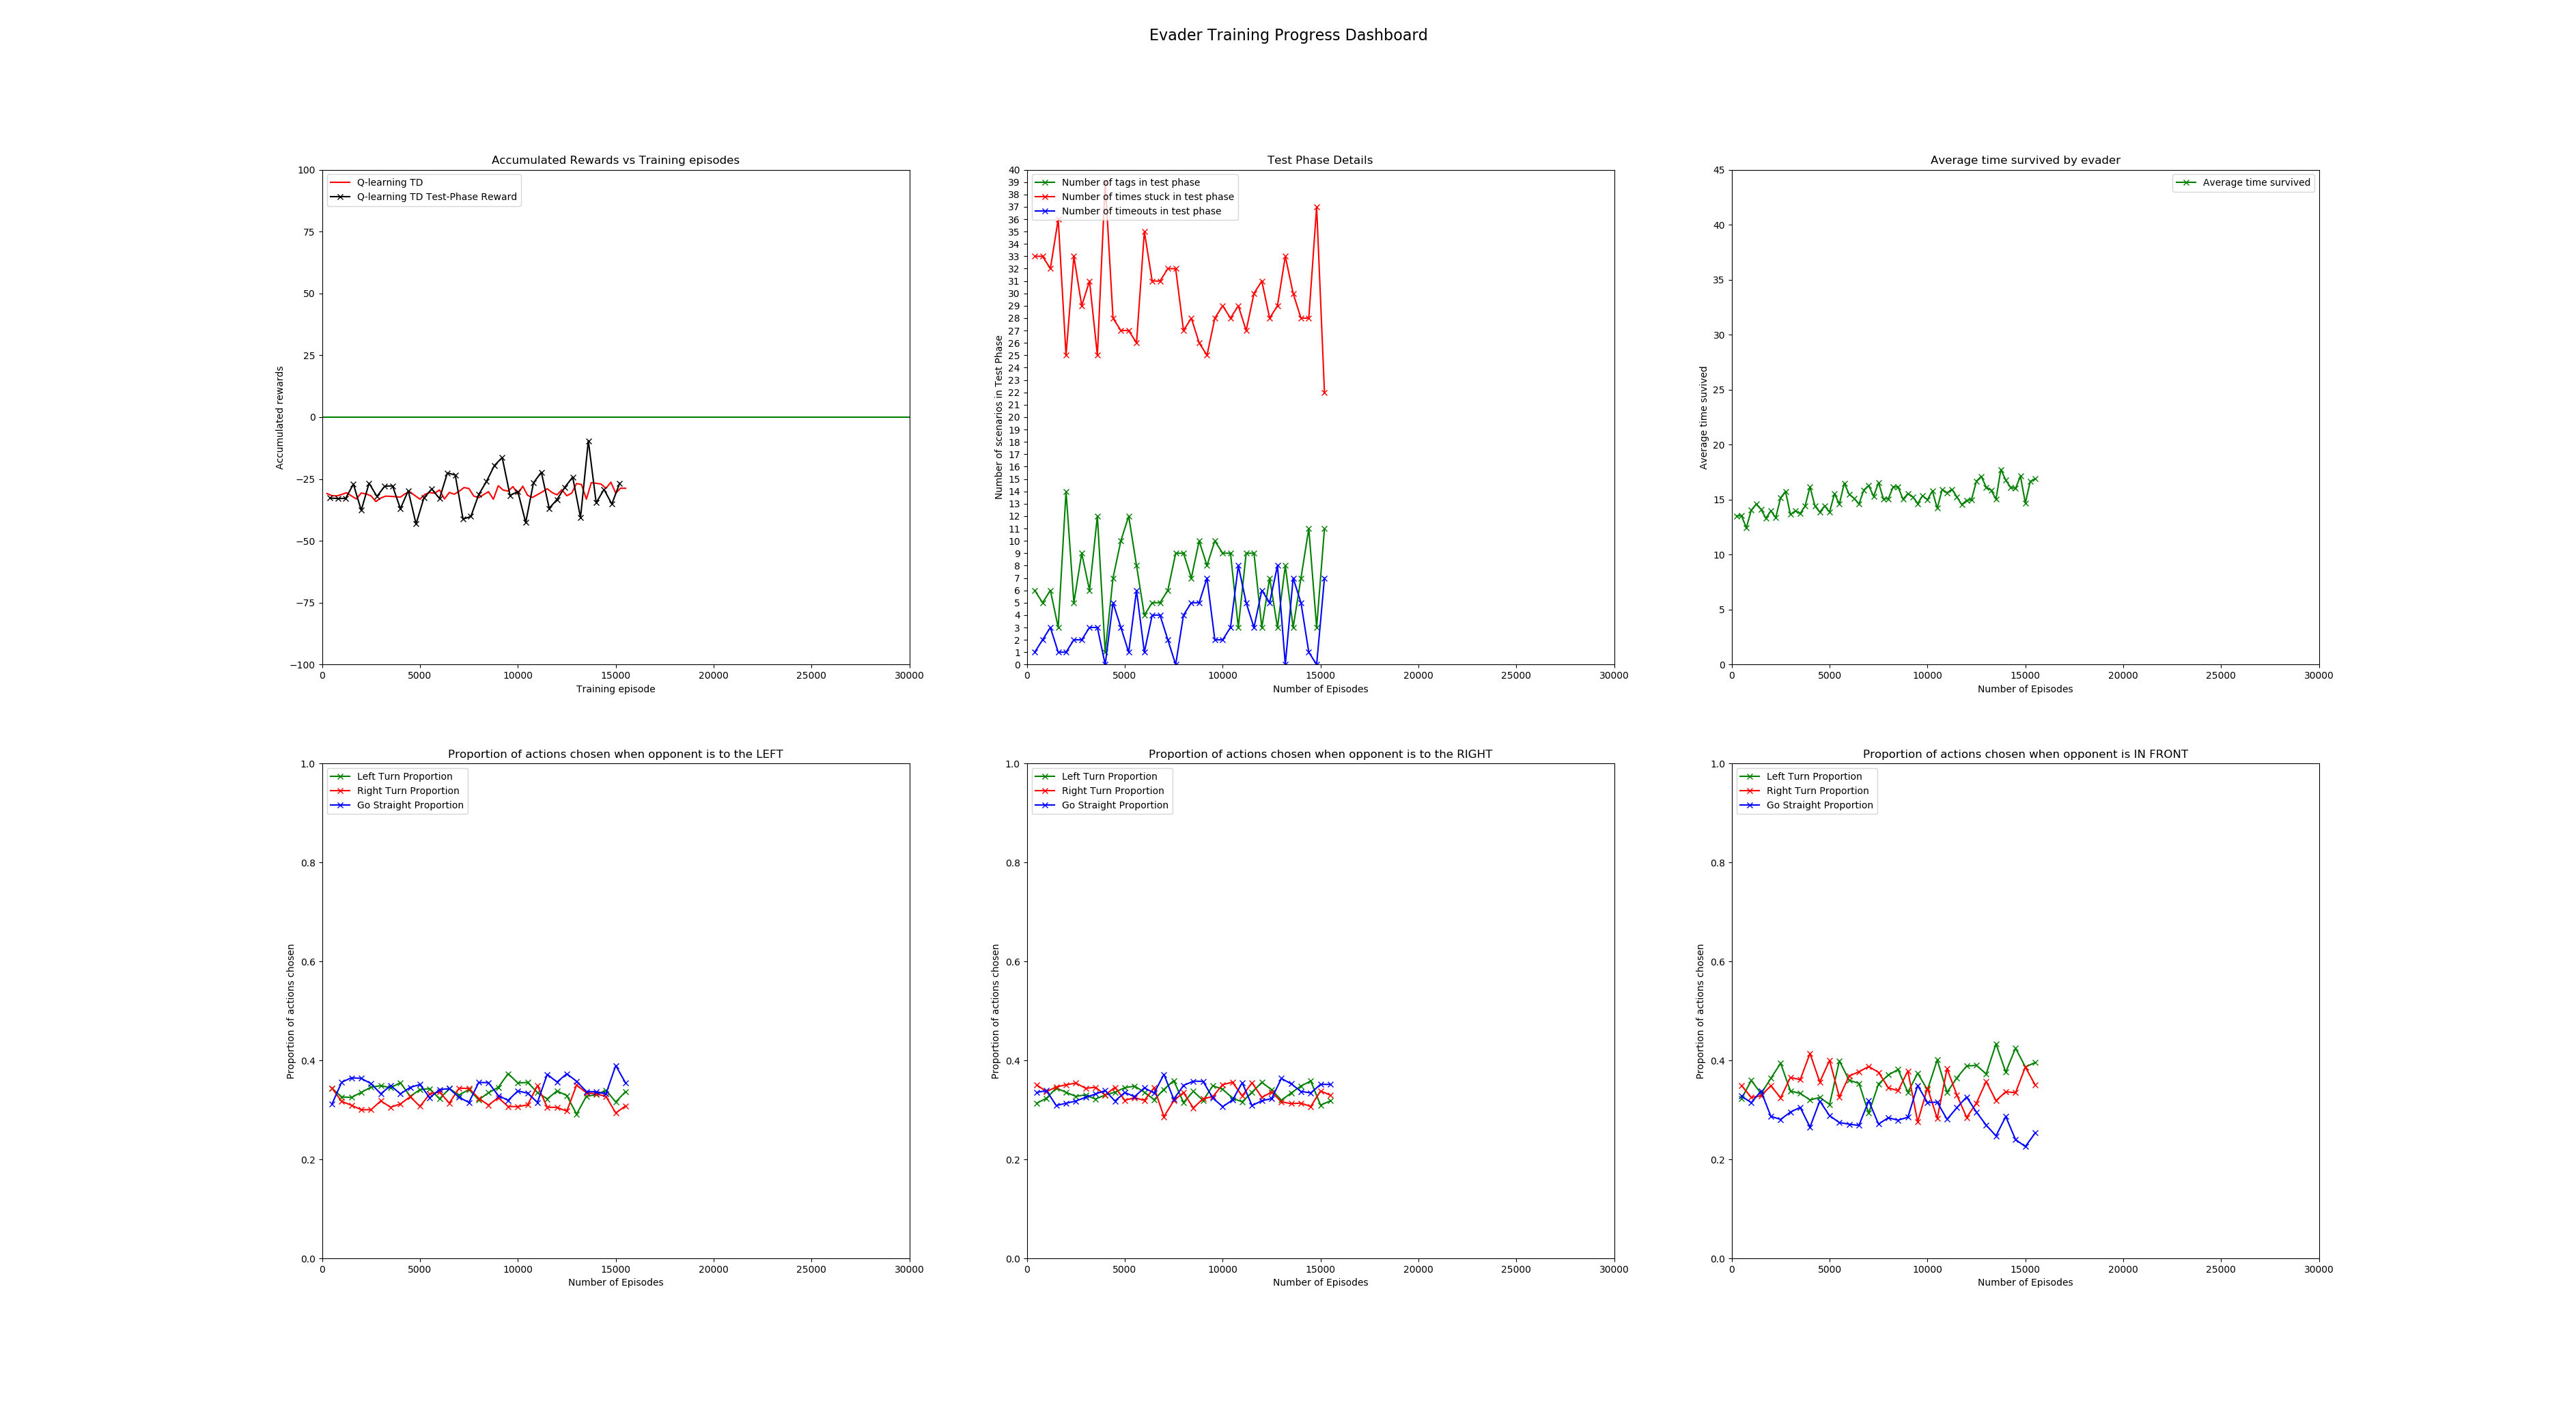 Evader Training Progress Dashboard
Accumulated Rewards vs Training episodes
Q-learning TD
Q-learning TD Test-Phase Reward
100
75
50
25
0
−25
−50
−75
−100
0 5000 10000 15000 20000 25000 30000
Accumulated rewards
Training episode
Test Phase Details
Number of tags in test phase
Number of times stuck in test phase
Number of timeouts in test phase
40
39
38
37
36
35
34
33
32
31
30
29
28
27
26
25
24
23
22
21
20
19
18
17
16
15
14
13
12
11
10
9
8
7
6
5
4
3
2
1
0
0 5000 10000 15000 20000 25000 30000
Number of scenarios in Test Phase
Number of Episodes
Average time survived by evader
Average time survived
45
40
35
30
25
20
15
10
5
0
0 5000 10000 15000 20000 25000 30000
Average time suvived
Number of Episodes
Proportion of actions chosen when opponent is to the LEFT
Left Turn Proportion
Right Turn Proportion
Go Straight Proportion
1.0
0.8
0.6
0.4
0.2
0.0
0 5000 10000 15000 20000 25000 30000
Proportion of actions chosen
Number of Episodes
Proportion of actions chosen when opponent is to the RIGHT
Left Turn Proportion
Right Turn Proportion
Go Straight Proportion
1.0
0.8
0.6
0.4
0.2
0.0
0 5000 10000 15000 20000 25000 30000
Proportion of actions chosen
Number of Episodes
Proportion of actions chosen when opponent is IN FRONT
Left Turn Proportion
Right Turn Proportion
Go Straight Proportion
1.0
0.8
0.6
0.4
0.2
0.0
0 5000 10000 15000 20000 25000 30000
Proportion of actions chosen
Number of Episodes